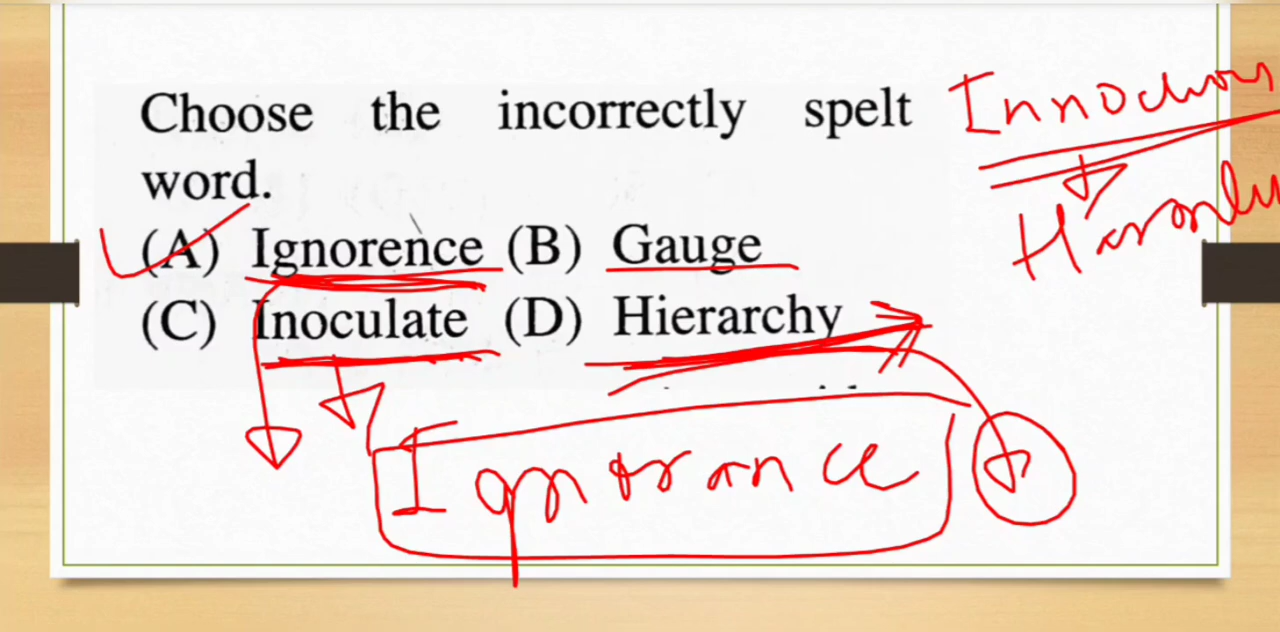 Choose the incorrectly spelt
word.
(A) Ignorence (B) Gauge
(C) Inoculate (D) Hierarchy
Ignorance